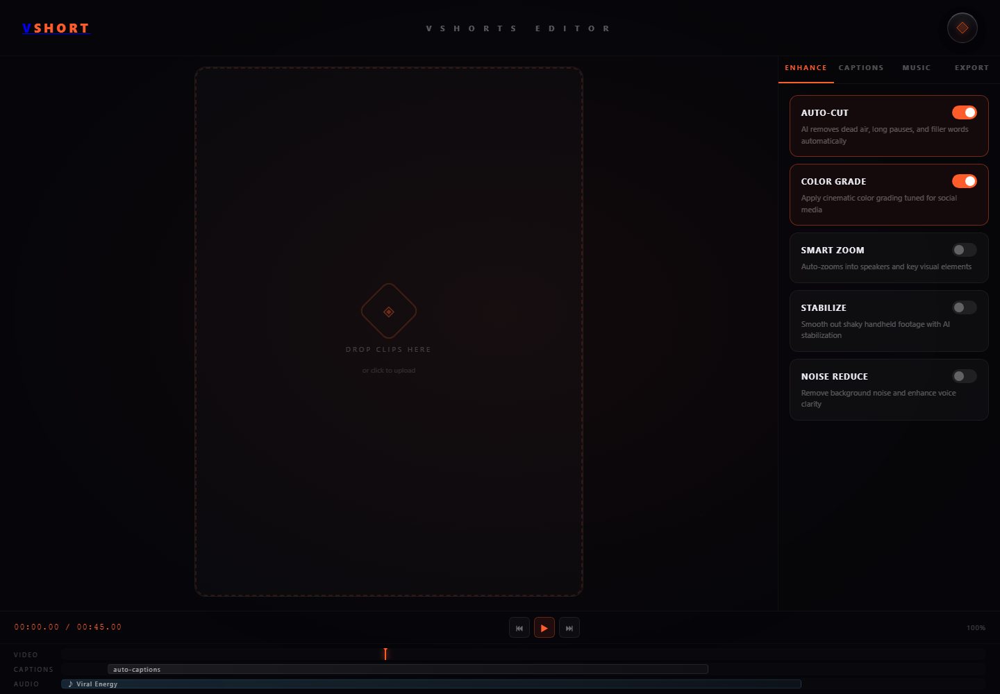 VSHORT
VSHORTS EDITOR
ENHANCE CAPTIONS MUSIC EXPORT
AUTO-CUT
AI removes dead air, long pauses, and filler words
automatically
COLOR GRADE
Apply cinematic color grading tuned for social
media
SMART ZOOM
Auto-zooms into speakers and key visual elements
STABILIZE
Smooth out shaky handheld footage with AI
stabilization
NOISE REDUCE
Remove background noise and enhance voice
clarity
DROP CLIPS HERE
or click to upload
00:00.00 / 00:45.00
100%
VIDEO
CAPTIONS
auto-captions
AUDIO
♪ Viral Energy